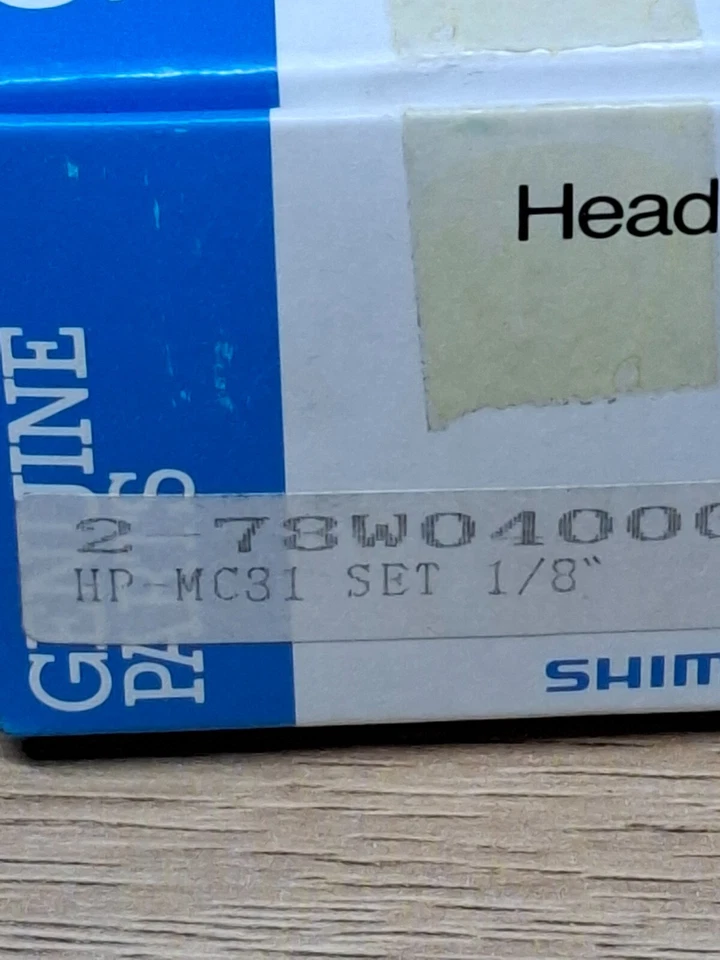 Head
GENUINE
PARTS
2-78W04000
HP-MC31 SET 1/8"
SHIM